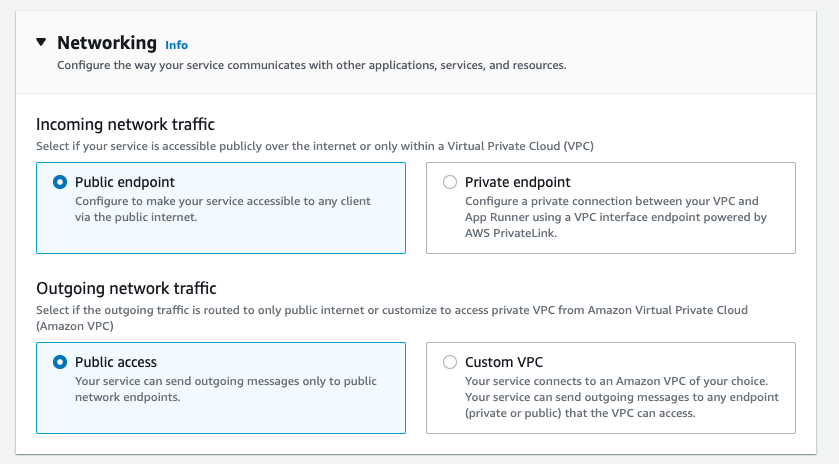 Networking Info
Configure the way your service communicates with other applications, services, and resources.
Incoming network traffic
Select if your service is accessible publicly over the internet or only within a Virtual Private Cloud (VPC)
Public endpoint
Configure to make your service accessible to any client
via the public internet.
Private endpoint
Configure a private connection between your VPC and
App Runner using a VPC interface endpoint powered by
AWS PrivateLink.
Outgoing network traffic
Select if the outgoing traffic is routed to only public internet or customize to access private VPC from Amazon Virtual Private Cloud
(Amazon VPC)
Public access
Your service can send outgoing messages only to public
network endpoints.
Custom VPC
Your service connects to an Amazon VPC of your choice.
Your service can send outgoing messages to any endpoint
(private or public) that the VPC can access.